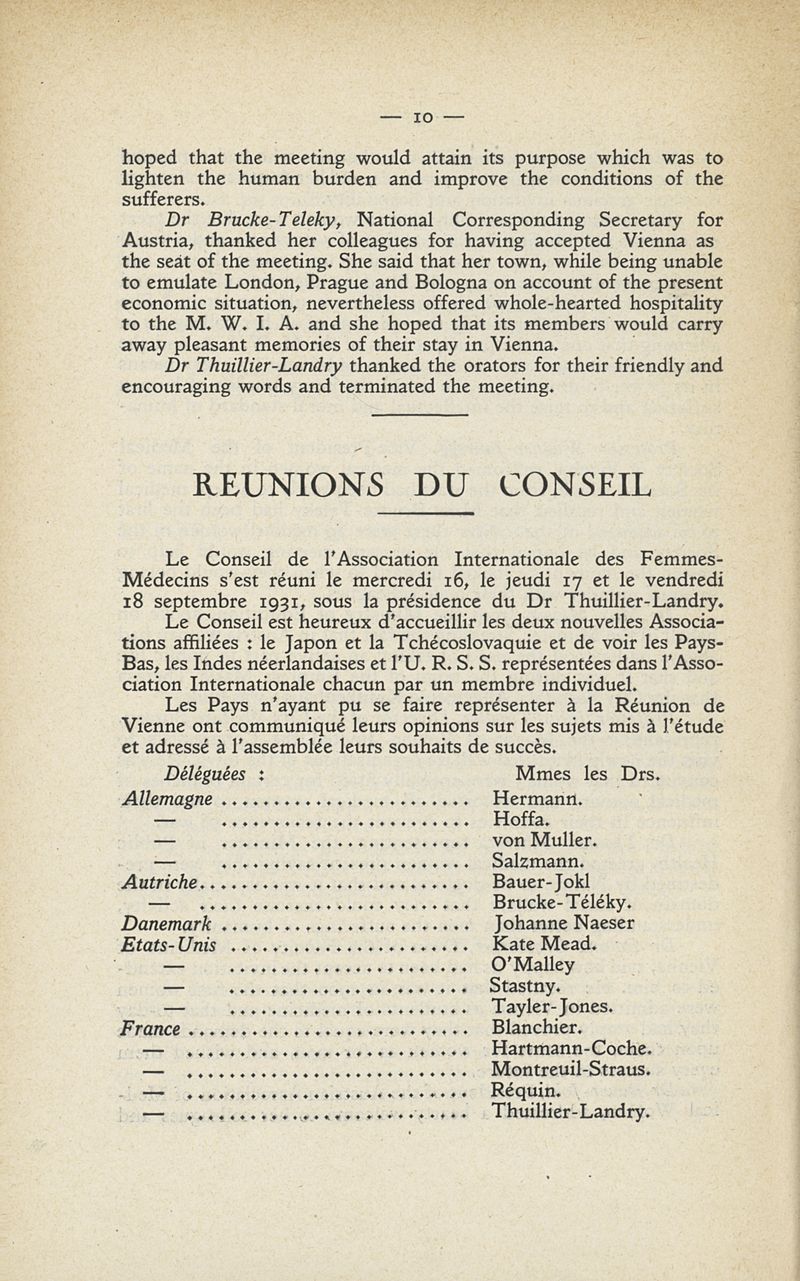 — 10 —
hoped that the meeting would attain its purpose which was to
lighten the human burden and improve the conditions of the
sufferers.
Dr Brucke-Teleky, National Corresponding Secretary for
Austria, thanked her colleagues for having accepted Vienna as
the seat of the meeting. She said that her town, while being unable
to emulate London, Prague and Bologna on account of the present
economic situation, nevertheless offered whole-hearted hospitality
to the M. W. I. A. and she hoped that its members would carry
away pleasant memories of their stay in Vienna.
Dr Thuillier-Landry thanked the orators for their friendly and
encouraging words and terminated the meeting.
REUNIONS DU CONSEIL
Le Conseil de l'Association Internationale des Femmes-
Médecins s'est réuni le mercredi 16, le jeudi 17 et le vendredi
18 septembre 1931, sous la présidence du Dr Thuillier-Landry.
Le Conseil est heureux d'accueillir les deux nouvelles Associa-
tions affiliées : le Japon et la Tchécoslovaquie et de voir les Pays-
Bas, les Indes néerlandaises et l'U. R. S. S. représentées dans l'Asso-
ciation Internationale chacun par un membre individuel.
Les Pays n'ayant pu se faire représenter à la Réunion de
Vienne ont communiqué leurs opinions sur les sujets mis à l'étude
et adressé à l'assemblée leurs souhaits de succès.
Déléguées : Mmes les Drs.
Allemagne ........................ Hermann.
— ........................ Hoffa.
— ........................ von Muller.
— ........................ Salzmann.
Autriche.......................... Bauer-Jokl
— .......................... Brucke-Téléky.
Danemark ........................ Johanne Naeser
Etats-Unis ....................... Kate Mead.
— ....................... O'Malley
— ....................... Stastny.
— ....................... Tayler-Jones.
France ........................... Blanchier.
— ........................... Hartmann-Coche.
— ........................... Montreuil-Straus.
— ........................... Réquin.
— ........................... Thuillier-Landry.